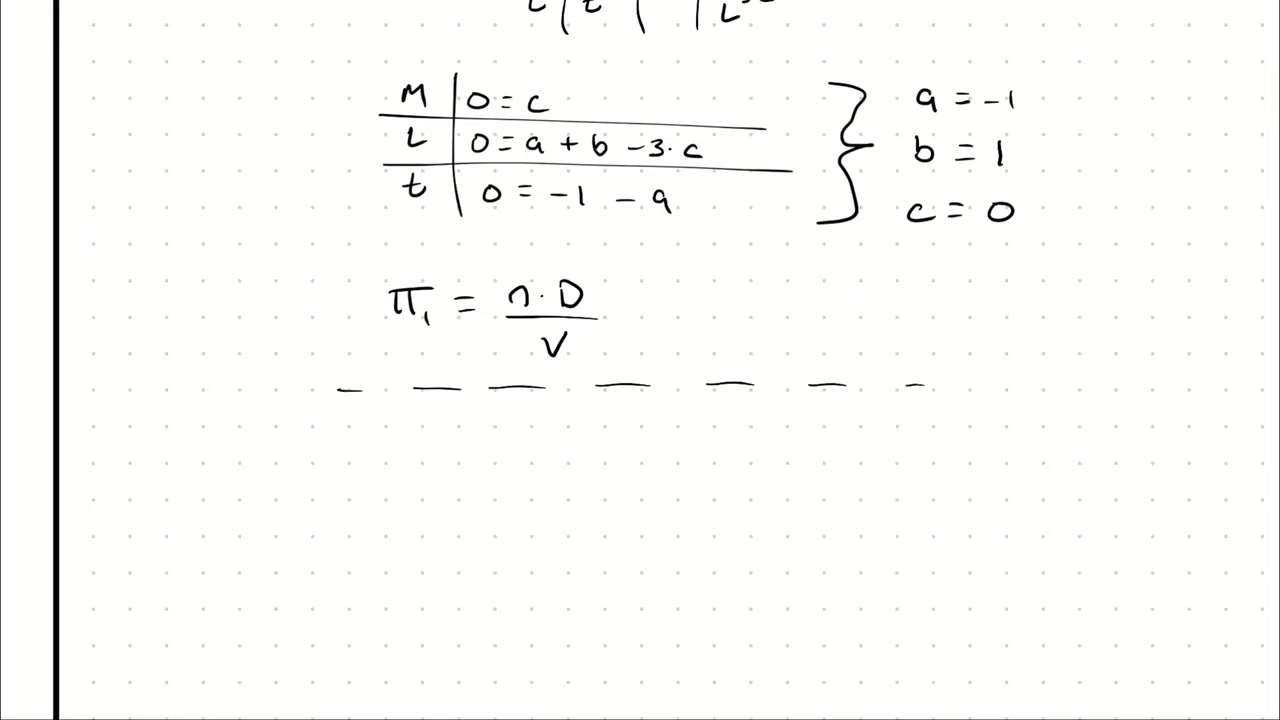 M | 0 = c
L | 0 = a + b - 3 · c
t | 0 = -1 - a
a = -1
b = 1
c = 0
π₁ = n · D / V